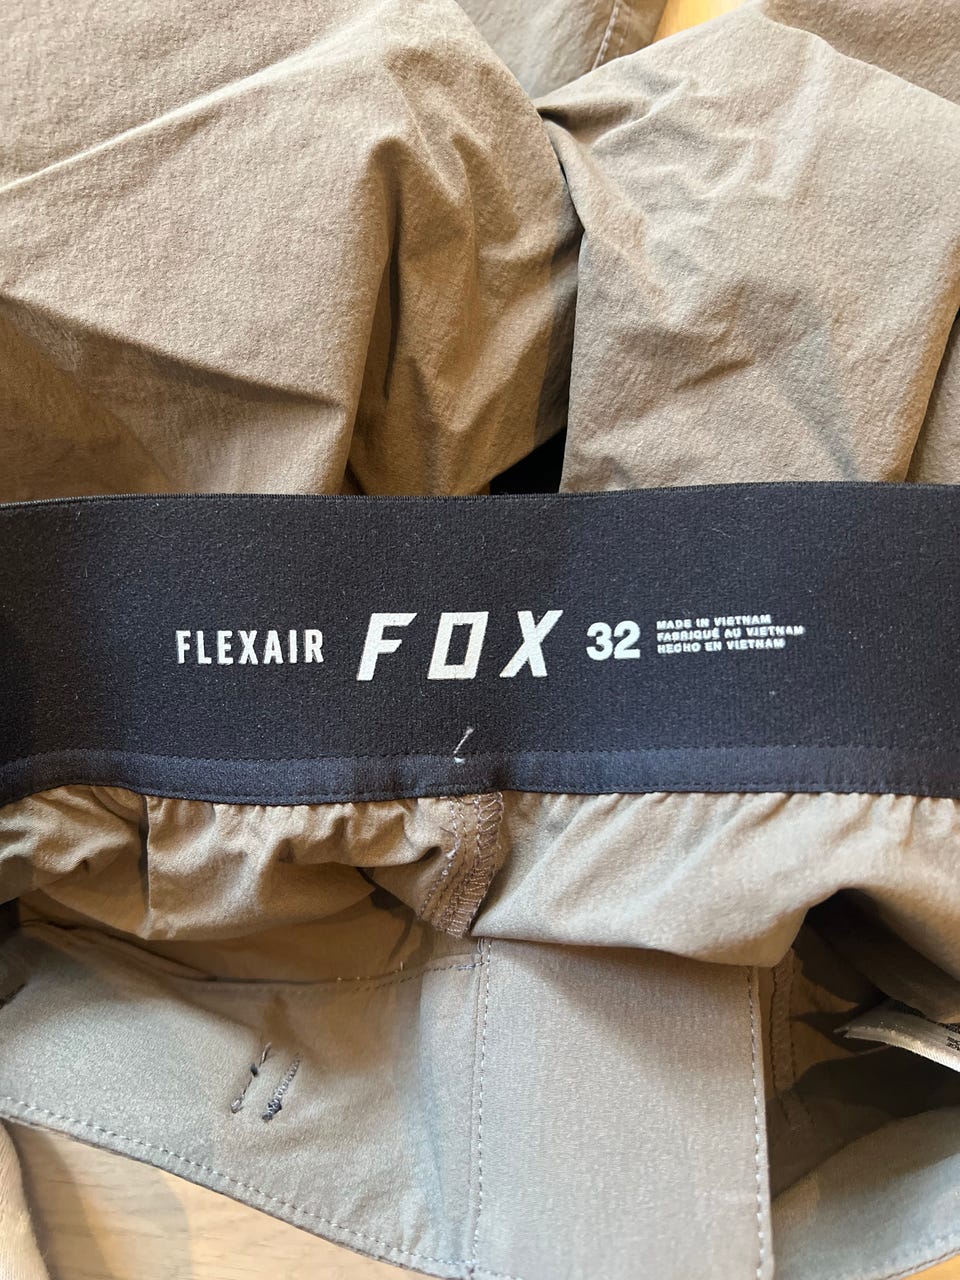 FLEXAIR FOX 32
MADE IN VIETNAM
FABRIQUÉ AU VIETNAM
HECHO EN VIETNAM